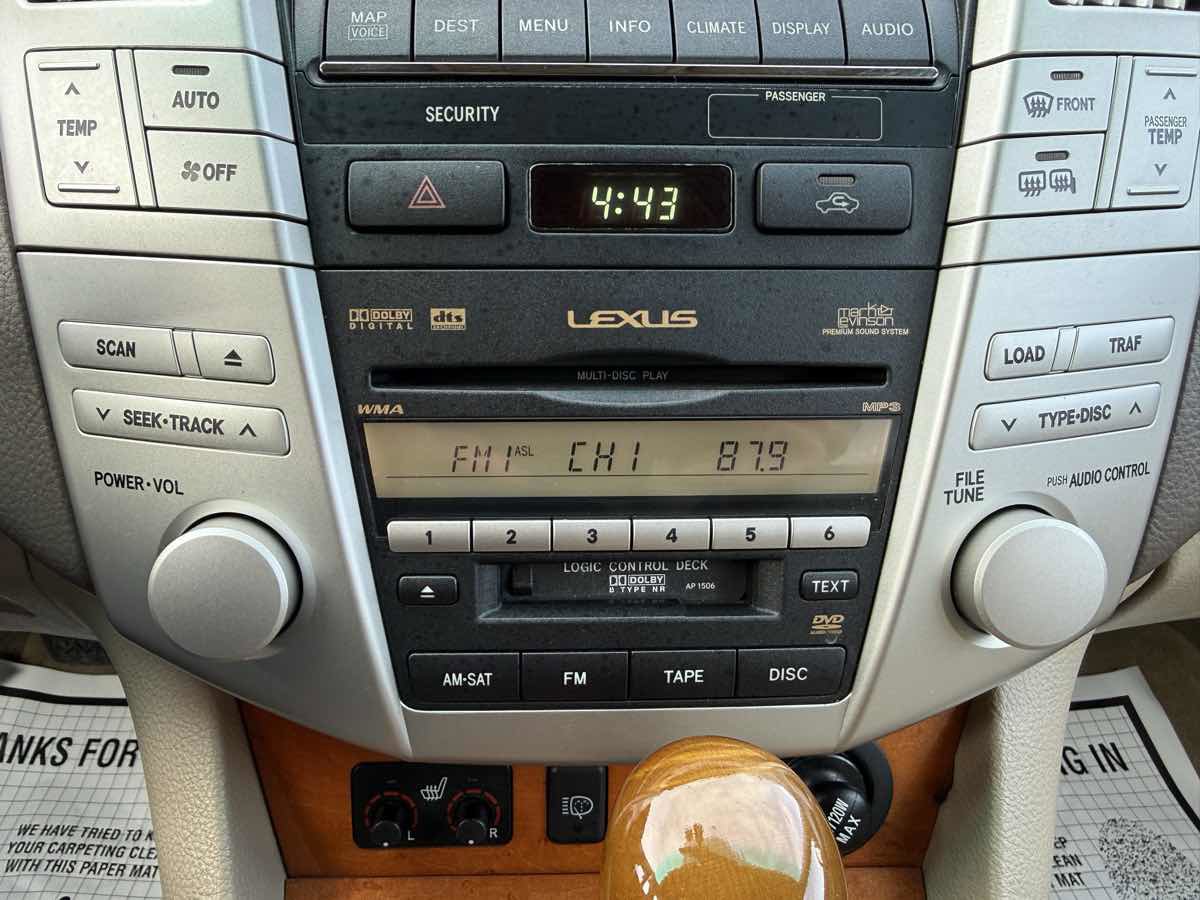 MAP
VOICE
DEST
MENU
INFO
CLIMATE
DISPLAY
AUDIO
TEMP
AUTO
OFF
SECURITY
PASSENGER
FRONT
PASSENGER
TEMP
4:43
DOLBY
DIGITAL
dts
LEXUS
mark
levinson
PREMIUM SOUND SYSTEM
SCAN
MULTI-DISC PLAY
LOAD
TRAF
SEEK•TRACK
WMA
MP3
TYPE•DISC
FM1 ASL CH1 87.9
POWER•VOL
FILE
TUNE
PUSH AUDIO CONTROL
1
2
3
4
5
6
LOGIC CONTROL DECK
DOLBY
B TYPE NR
AP1506
TEXT
DVD
AM•SAT
FM
TAPE
DISC
L
R
120W
MAX
ANKS FOR
WE HAVE TRIED TO K
YOUR CARPETING CLE
WITH THIS PAPER MAT
NG IN
EP
LEAN
MAT